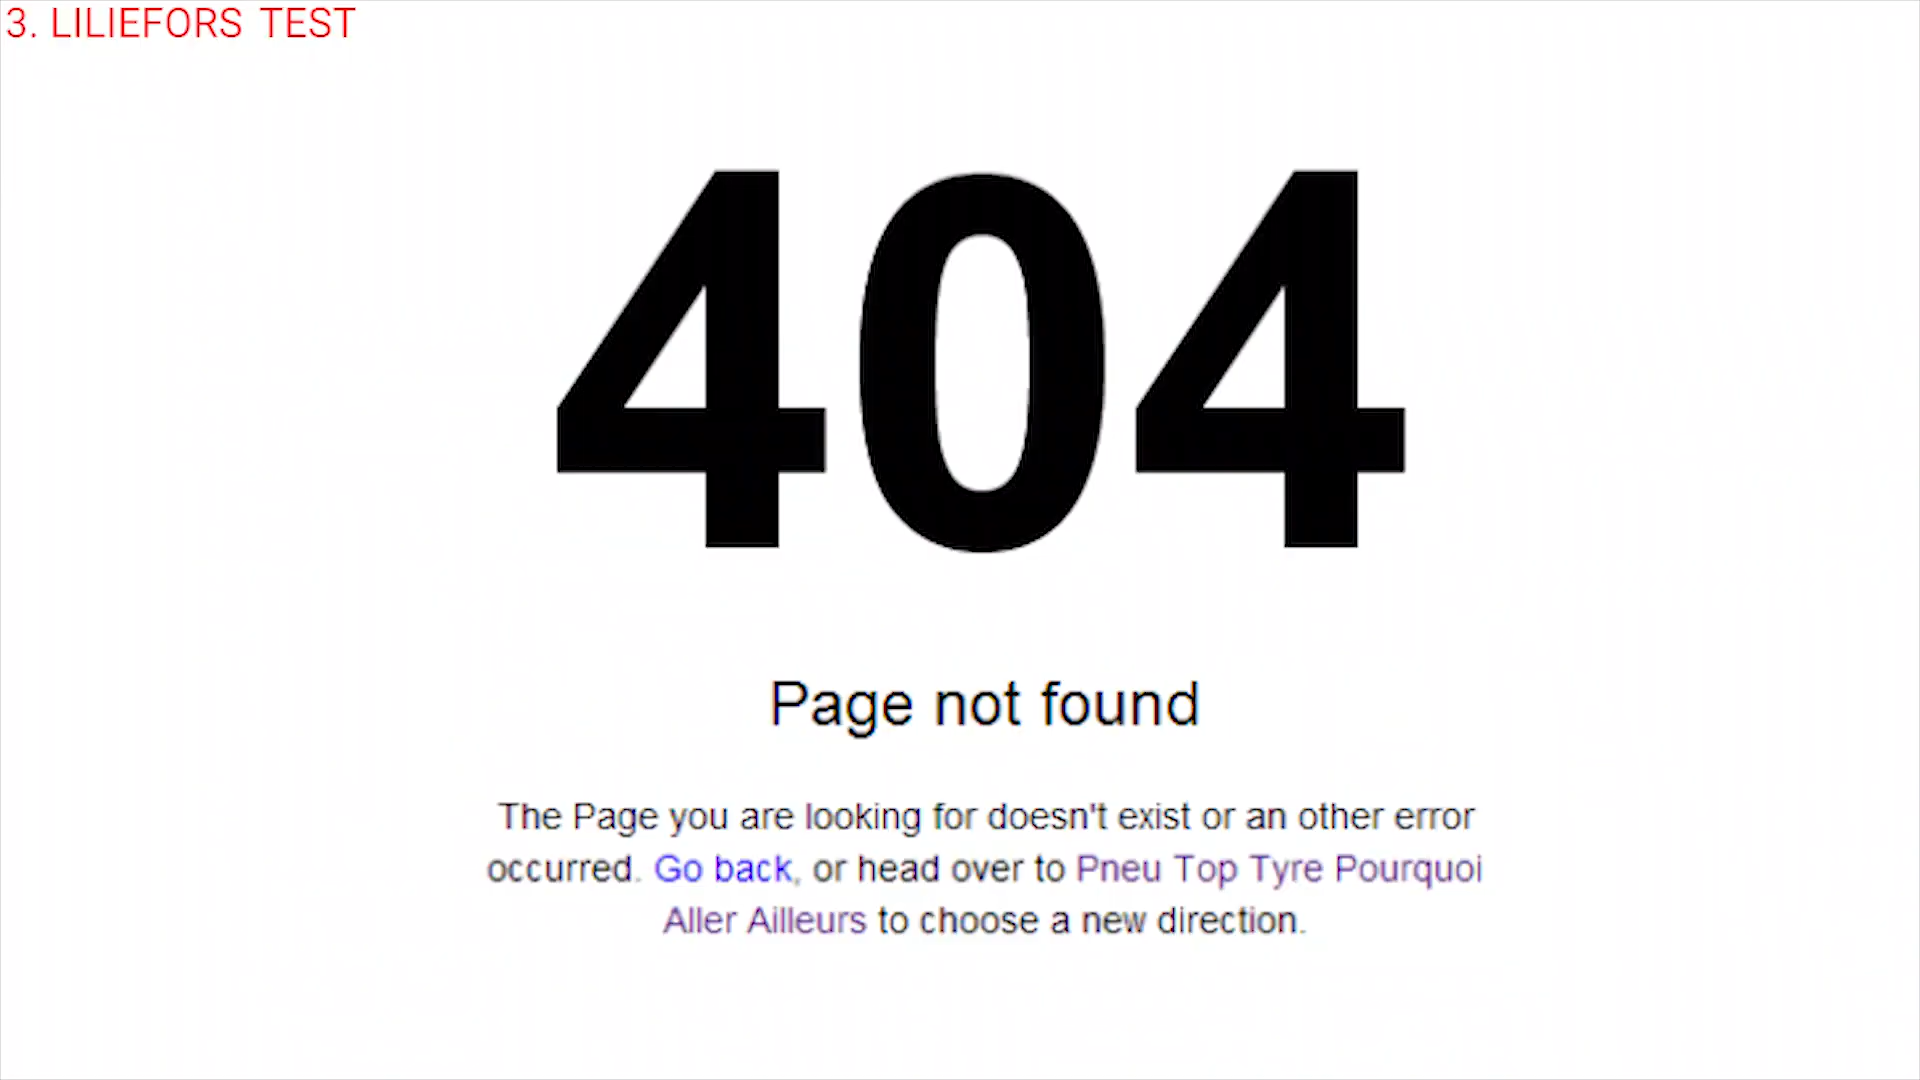 3. LILIEFORS TEST
404
Page not found
The Page you are looking for doesn't exist or an other error
occurred. Go back, or head over to Pneu Top Tyre Pourquoi
Aller Ailleurs to choose a new direction.